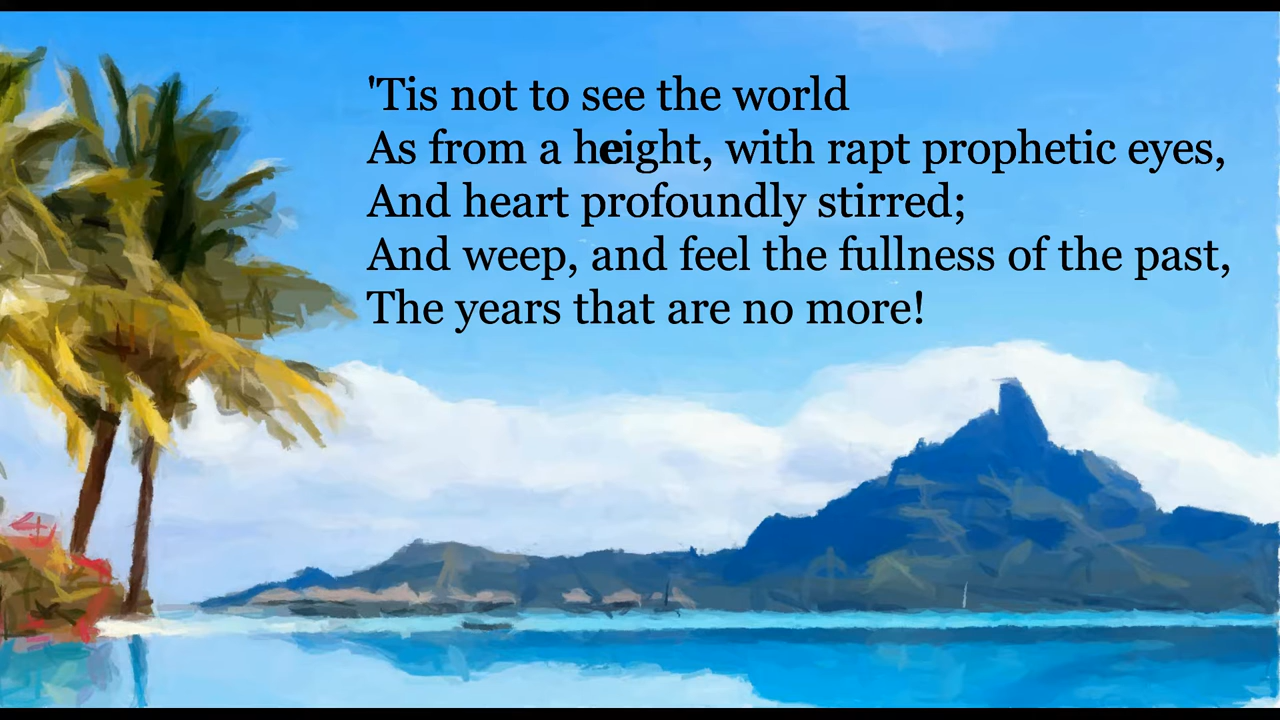 'Tis not to see the world
As from a height, with rapt prophetic eyes,
And heart profoundly stirred;
And weep, and feel the fullness of the past,
The years that are no more!